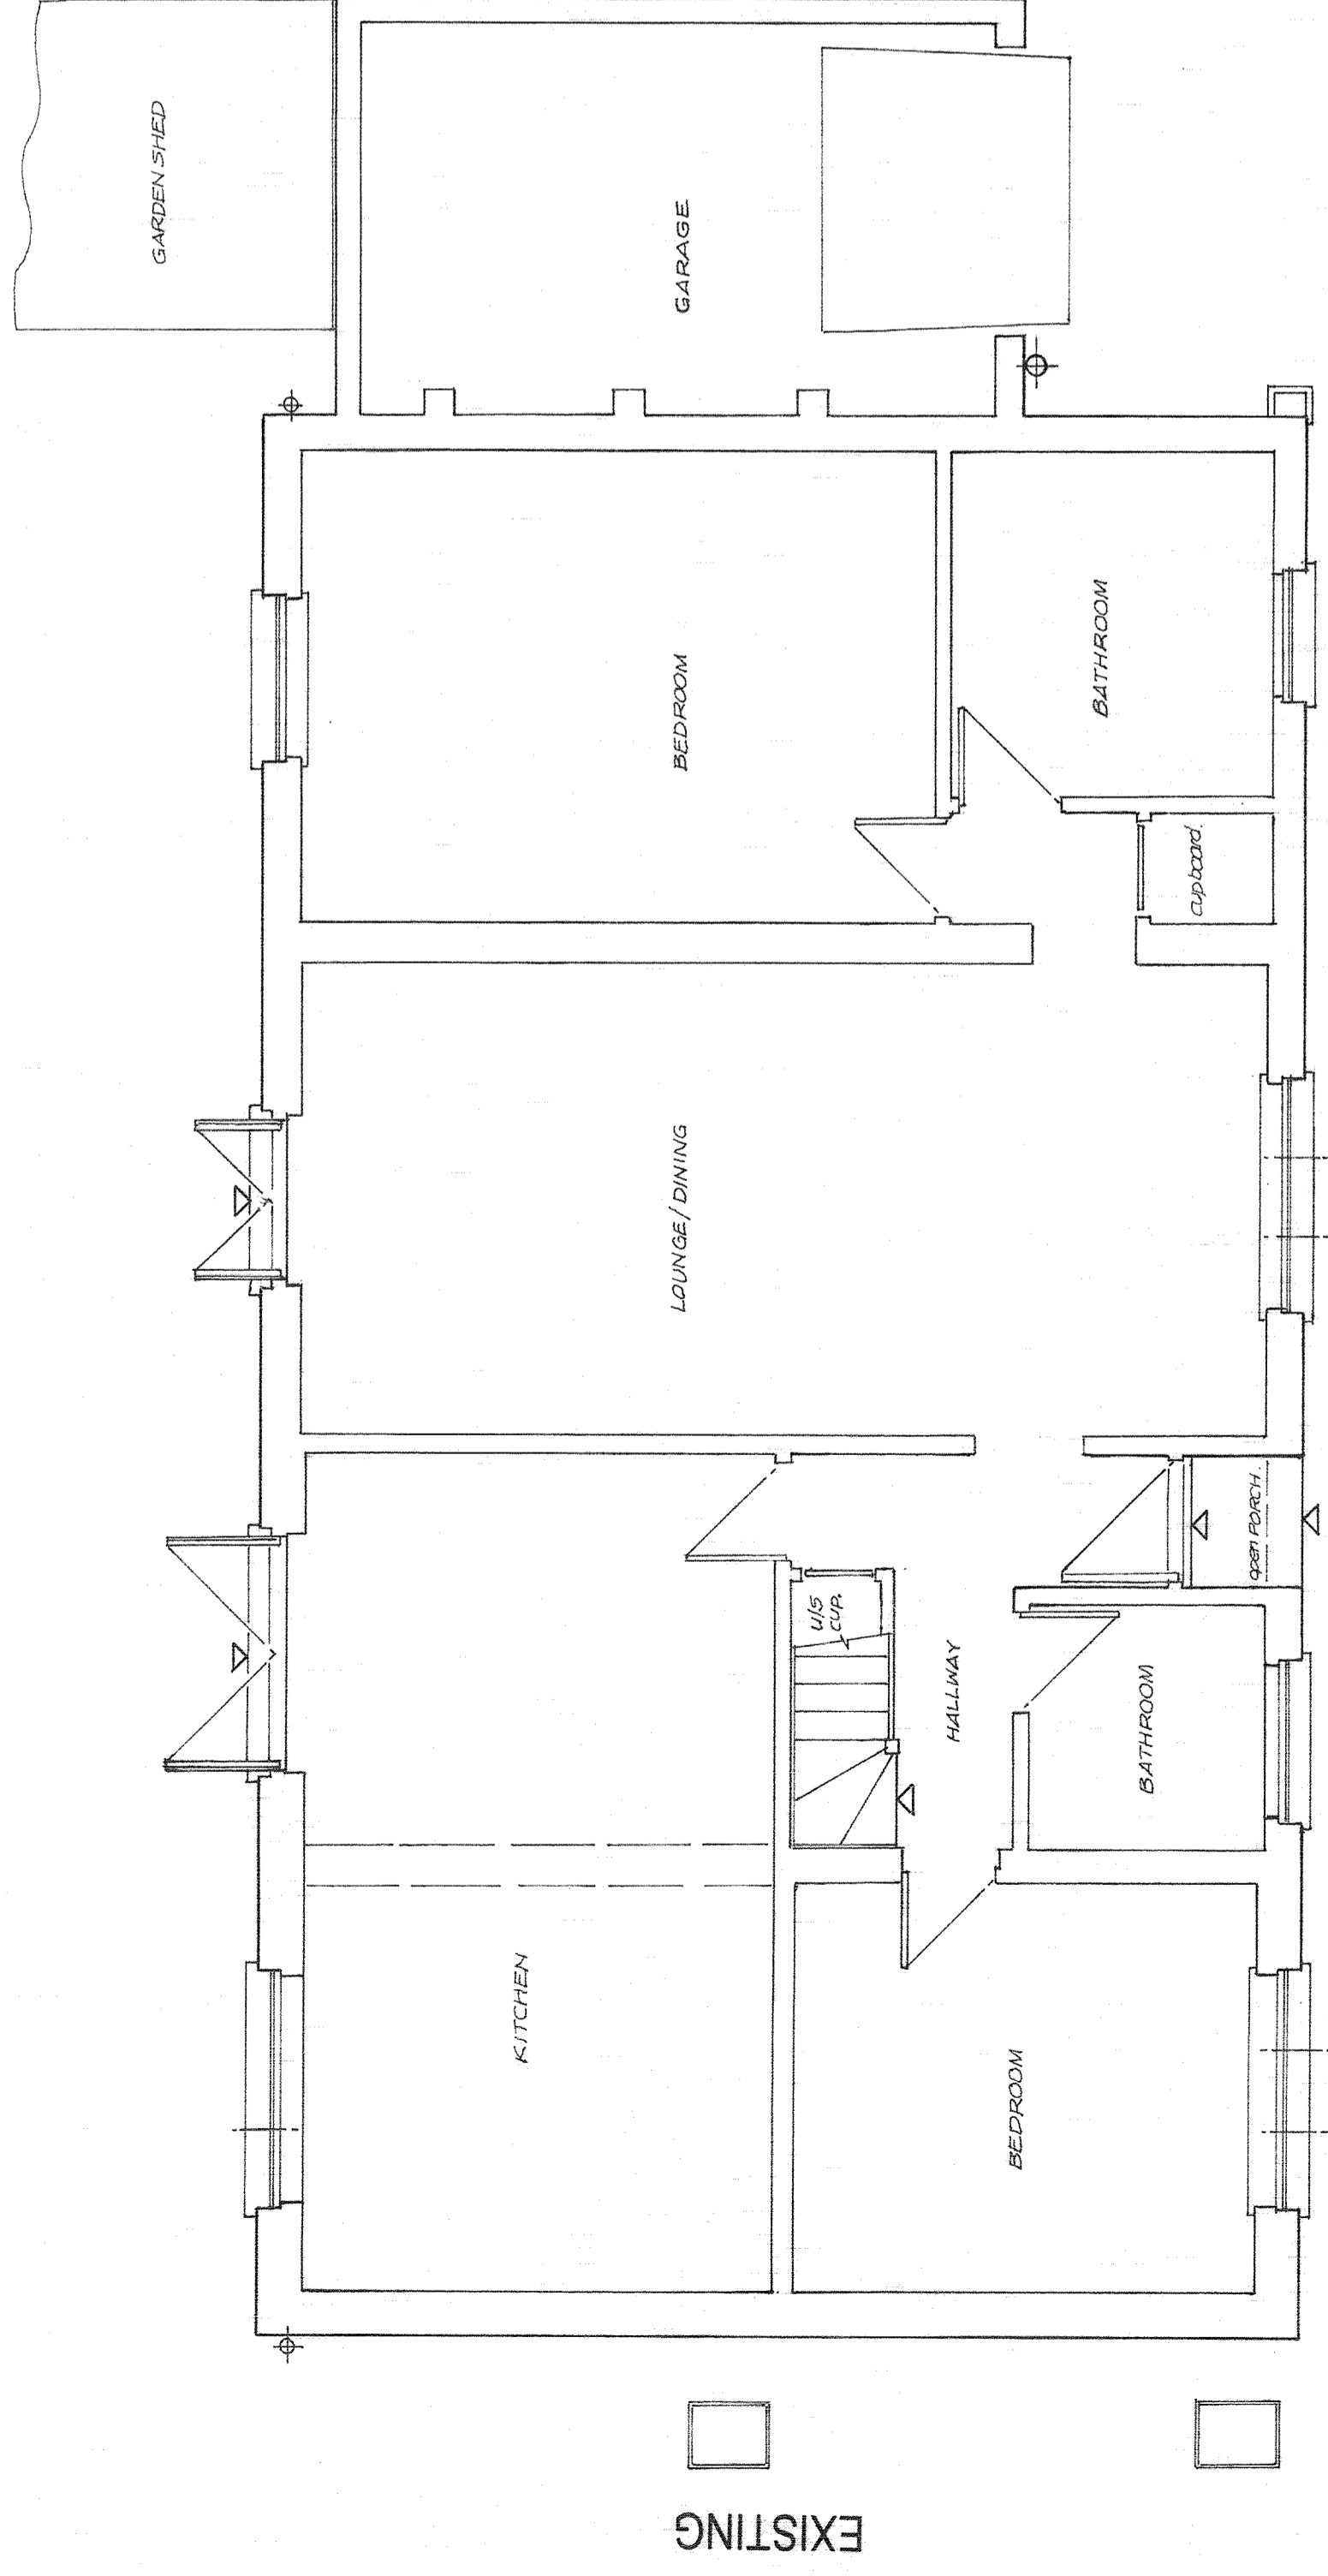 GARDEN SHED
GARAGE
BEDROOM
BATHROOM
cupboard.
LOUNGE/DINING
open PORCH.
U/S
CUP.
HALLWAY
BATHROOM
KITCHEN
BEDROOM
EXISTING